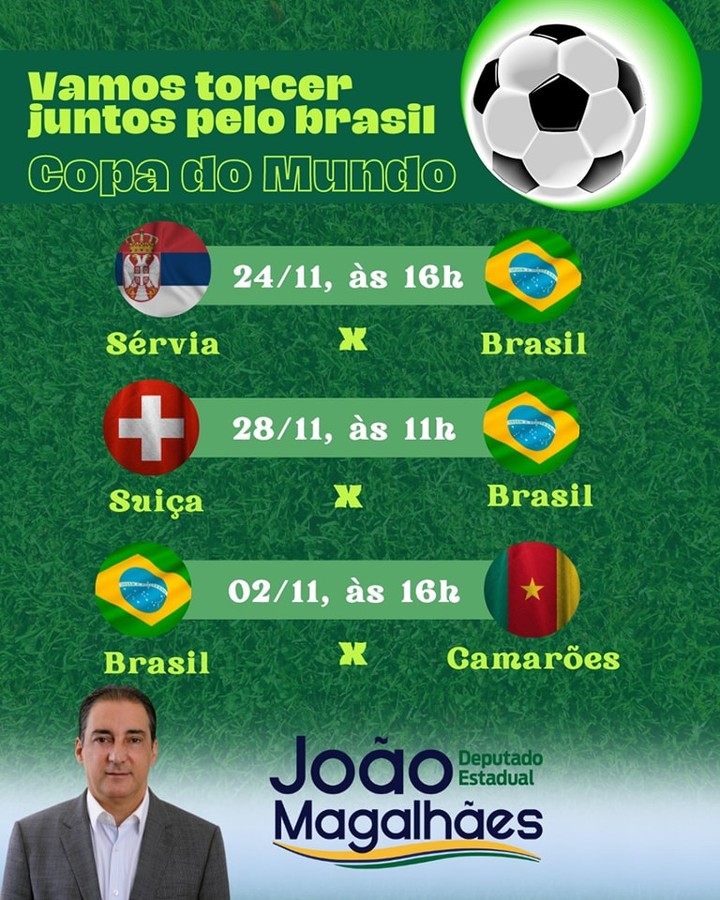 Vamos torcer
juntos pelo brasil
Copa do Mundo
24/11, às 16h
Sérvia X Brasil
28/11, às 11h
Suiça X Brasil
02/11, às 16h
Brasil X Camarões
João Deputado Estadual
Magalhães